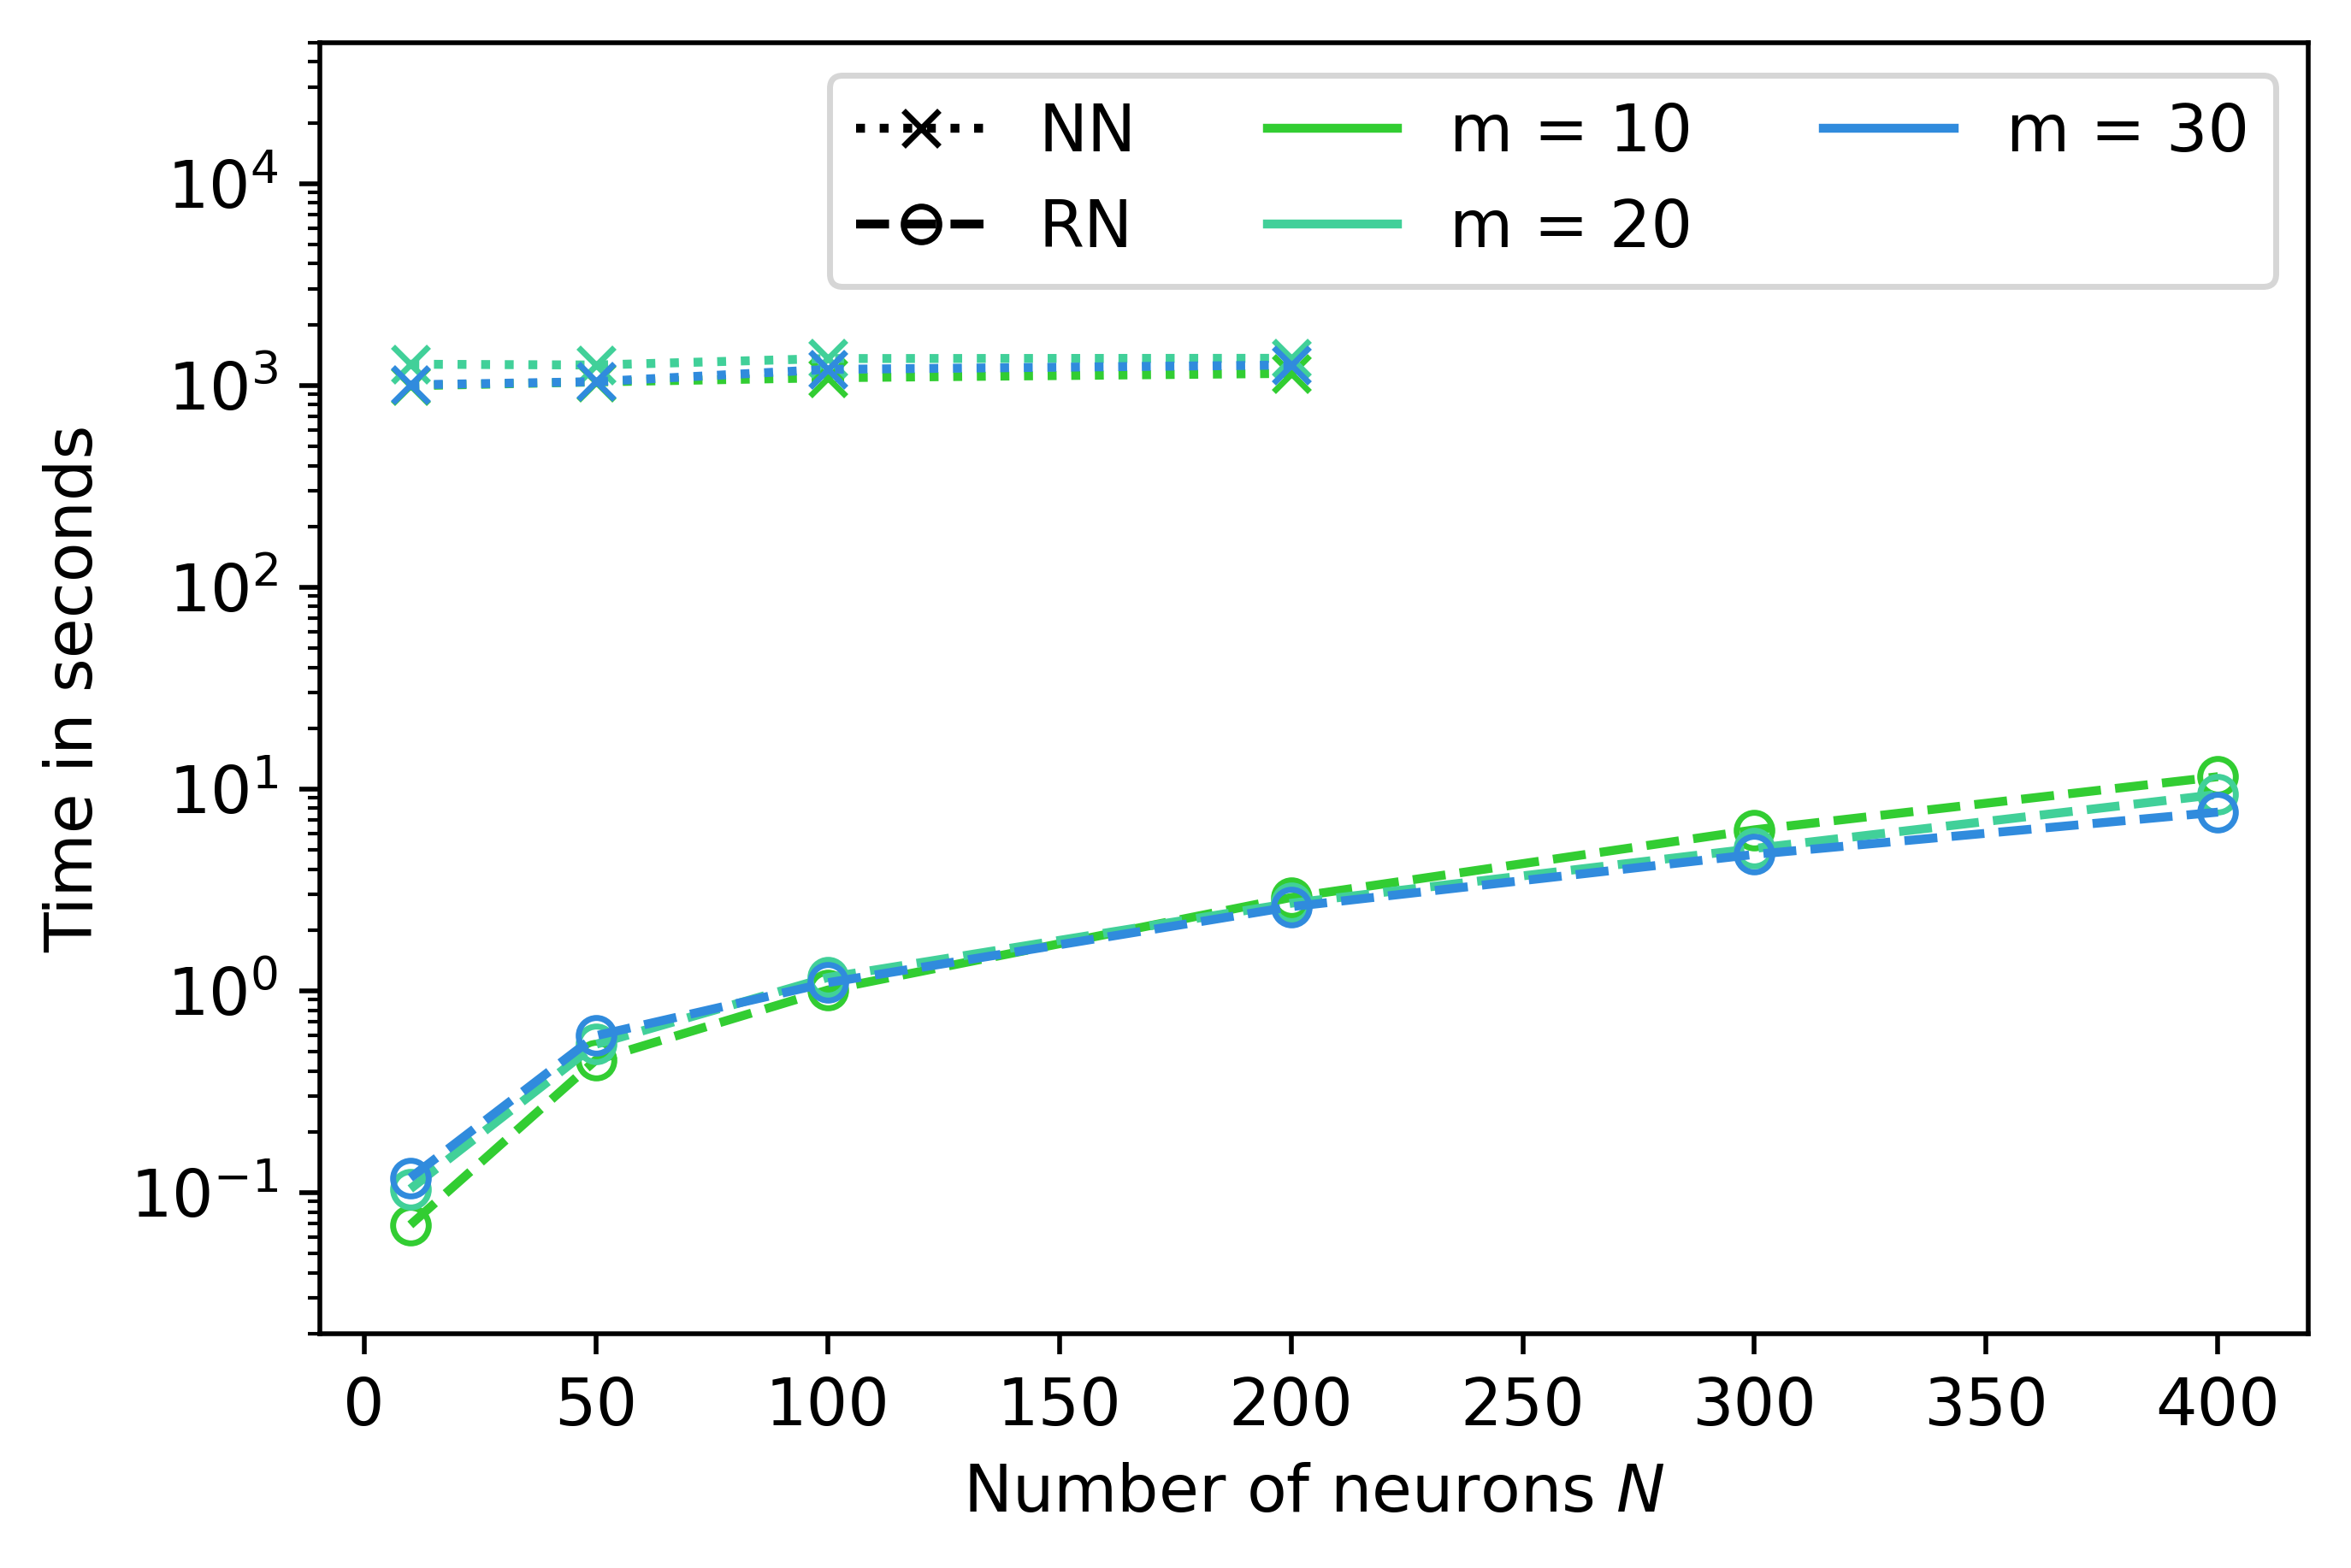 NN
RN
m = 10
m = 20
m = 30
10⁴
10³
10²
10¹
10⁰
10⁻¹
Time in seconds
0 50 100 150 200 250 300 350 400
Number of neurons N